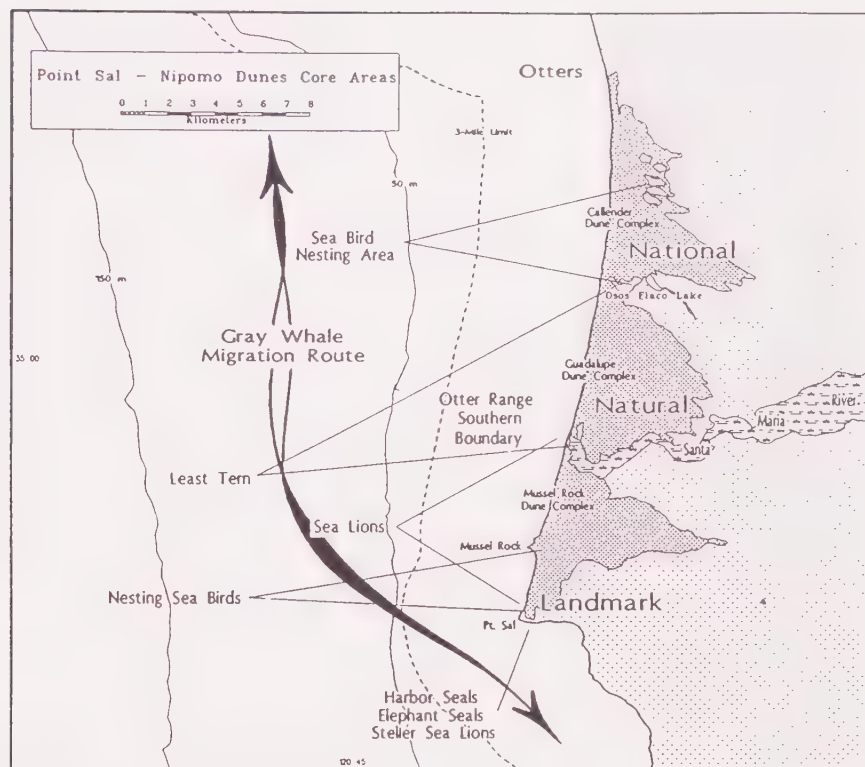 Point Sal - Nipomo Dunes Core Areas
0 1 2 3 4 5 6 7 8
Kilometers
Otters
3-Mile Limit
50 m
Callender
Dune Complex
Sea Bird
Nesting Area
National
150 m
Osos Flaco Lake
Gray Whale
Migration Route
35 00
Guadalupe
Dune Complex
Otter Range
Southern
Boundary
Natural
River
Maria
Santa
Least Tern
Mussel Rock
Dune Complex
Sea Lions
Mussel Rock
Nesting Sea Birds
Landmark
Pt. Sal
Harbor Seals
Elephant Seals
Steller Sea Lions
120 45